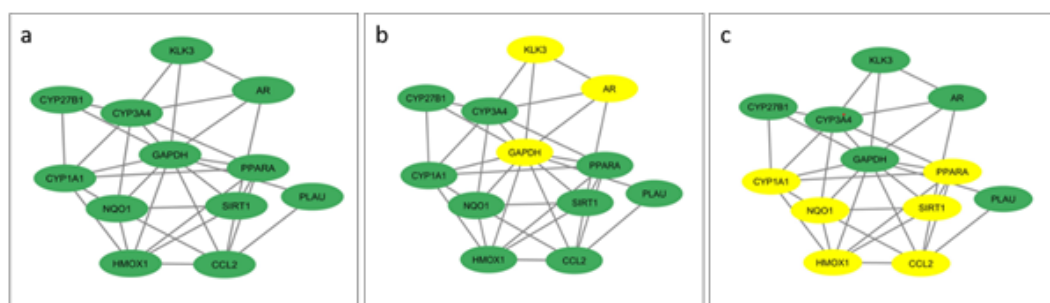 a
KLK3
AR
CYP27B1
CYP3A4
GAPDH
PPARA
CYP1A1
PLAU
NQO1
SIRT1
HMOX1
CCL2
b
KLK3
AR
CYP27B1
CYP3A4
GAPDH
PPARA
CYP1A1
PLAU
NQO1
SIRT1
HMOX1
CCL2
c
KLK3
AR
CYP27B1
CYP3A4
GAPDH
PPARA
CYP1A1
PLAU
NQO1
SIRT1
HMOX1
CCL2